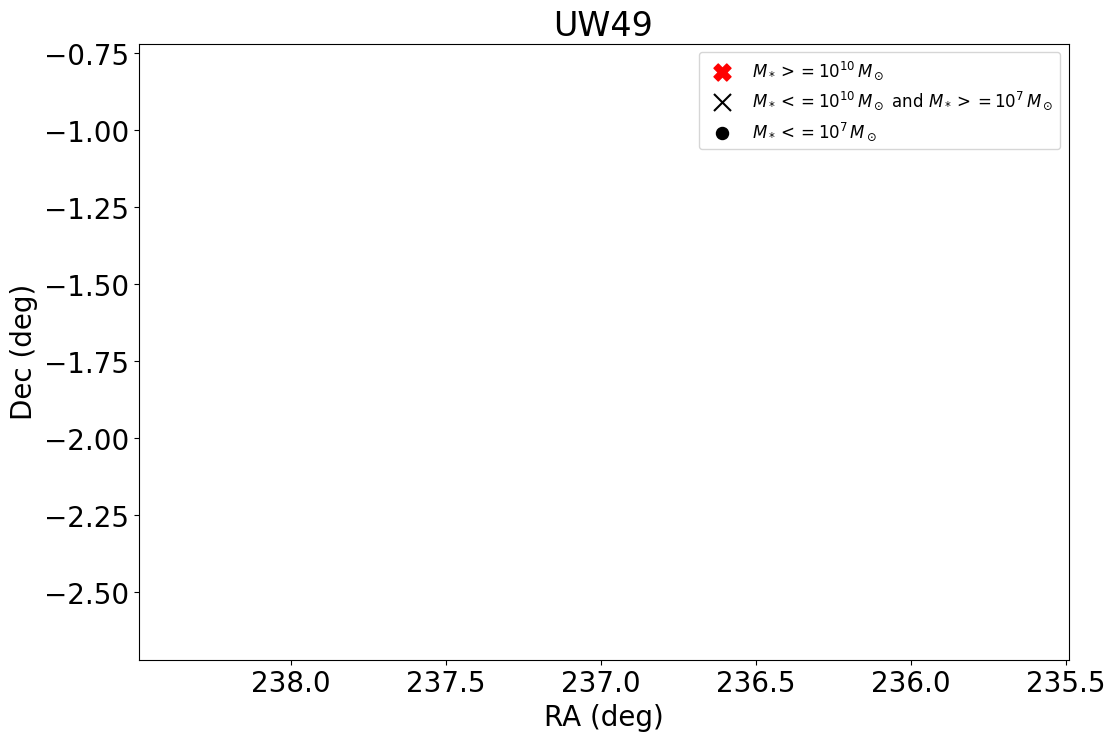 UW49
M* >= 10^10 M⊙
M* <= 10^10 M⊙ and M* >= 10^7 M⊙
M* <= 10^7 M⊙
Dec (deg)
−0.75
−1.00
−1.25
−1.50
−1.75
−2.00
−2.25
−2.50
238.0 237.5 237.0 236.5 236.0 235.5
RA (deg)